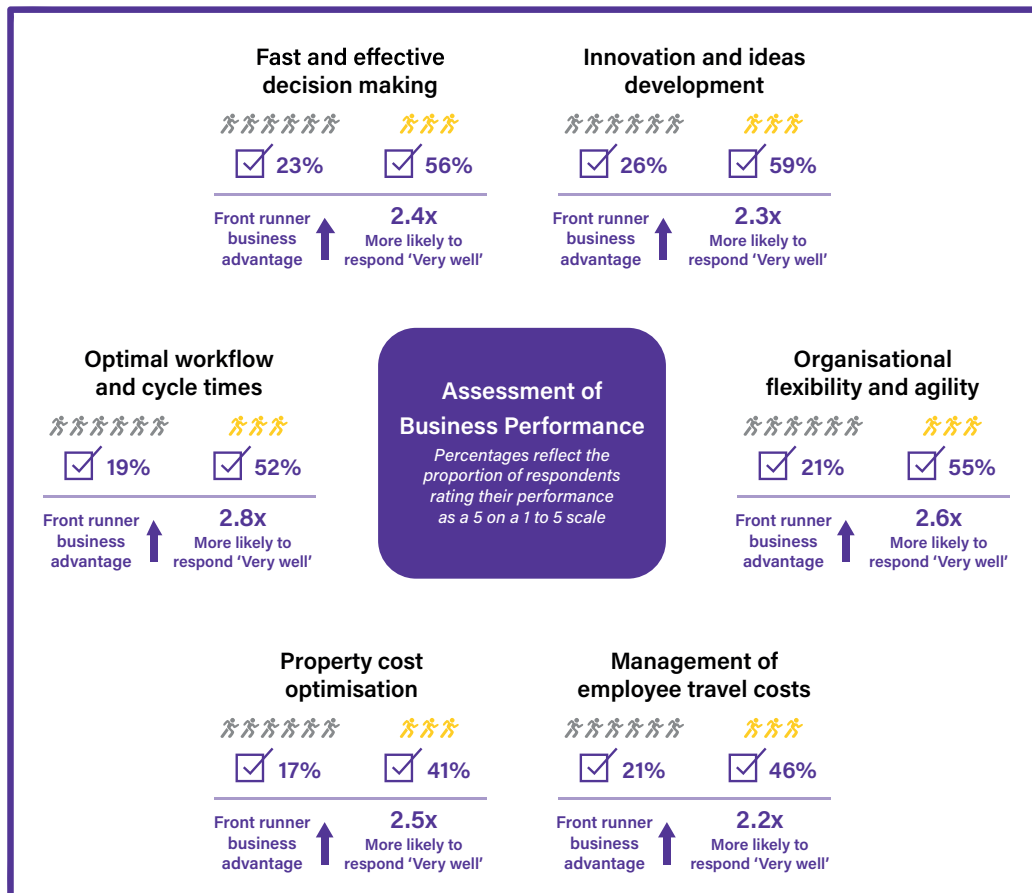 Fast and effective
decision making
23%
56%
Front runner
business
advantage
2.4x
More likely to
respond ‘Very well’
Innovation and ideas
development
26%
59%
Front runner
business
advantage
2.3x
More likely to
respond ‘Very well’
Optimal workflow
and cycle times
19%
52%
Front runner
business
advantage
2.8x
More likely to
respond ‘Very well’
Assessment of
Business Performance
Percentages reflect the
proportion of respondents
rating their performance
as a 5 on a 1 to 5 scale
Organisational
flexibility and agility
21%
55%
Front runner
business
advantage
2.6x
More likely to
respond ‘Very well’
Property cost
optimisation
17%
41%
Front runner
business
advantage
2.5x
More likely to
respond ‘Very well’
Management of
employee travel costs
21%
46%
Front runner
business
advantage
2.2x
More likely to
respond ‘Very well’